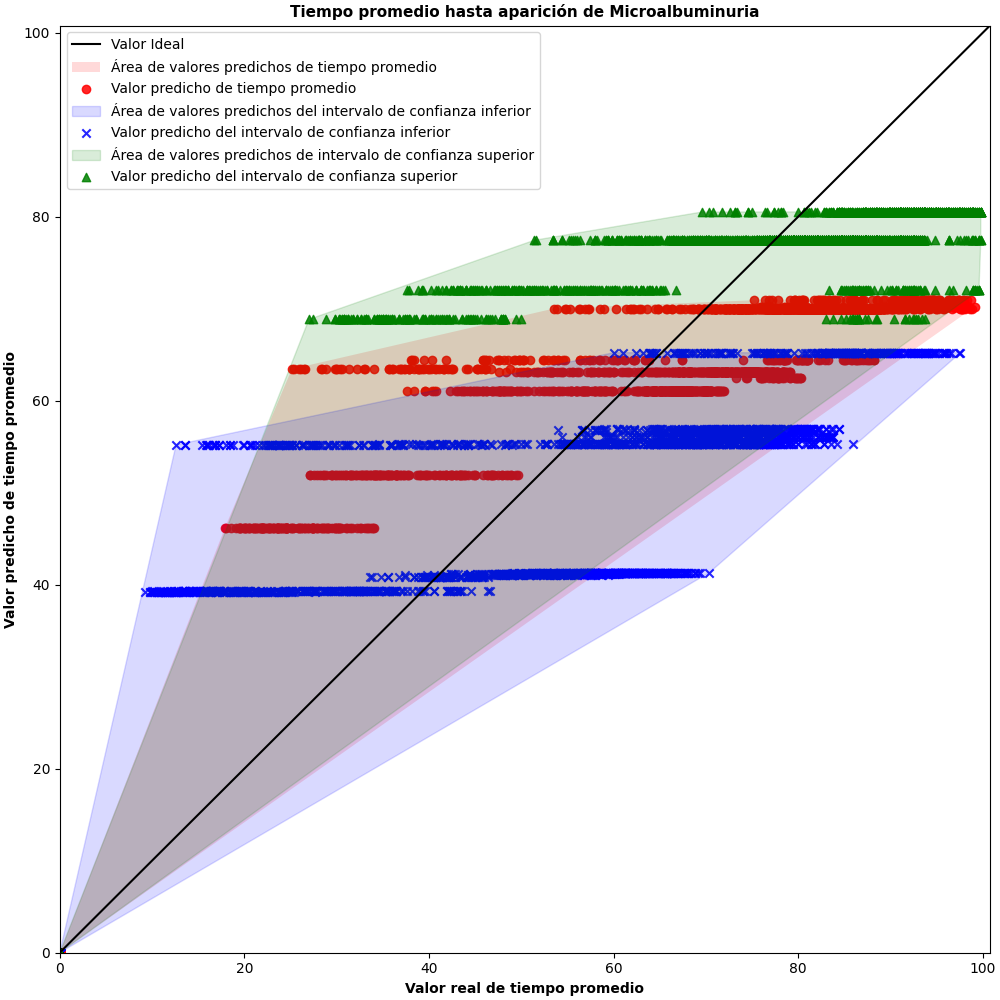 Tiempo promedio hasta aparición de Microalbuminuria
Valor Ideal
Área de valores predichos de tiempo promedio
Valor predicho de tiempo promedio
Área de valores predichos del intervalo de confianza inferior
Valor predicho del intervalo de confianza inferior
Área de valores predichos de intervalo de confianza superior
Valor predicho del intervalo de confianza superior
Valor predicho de tiempo promedio
100
80
60
40
20
0
0 20 40 60 80 100
Valor real de tiempo promedio